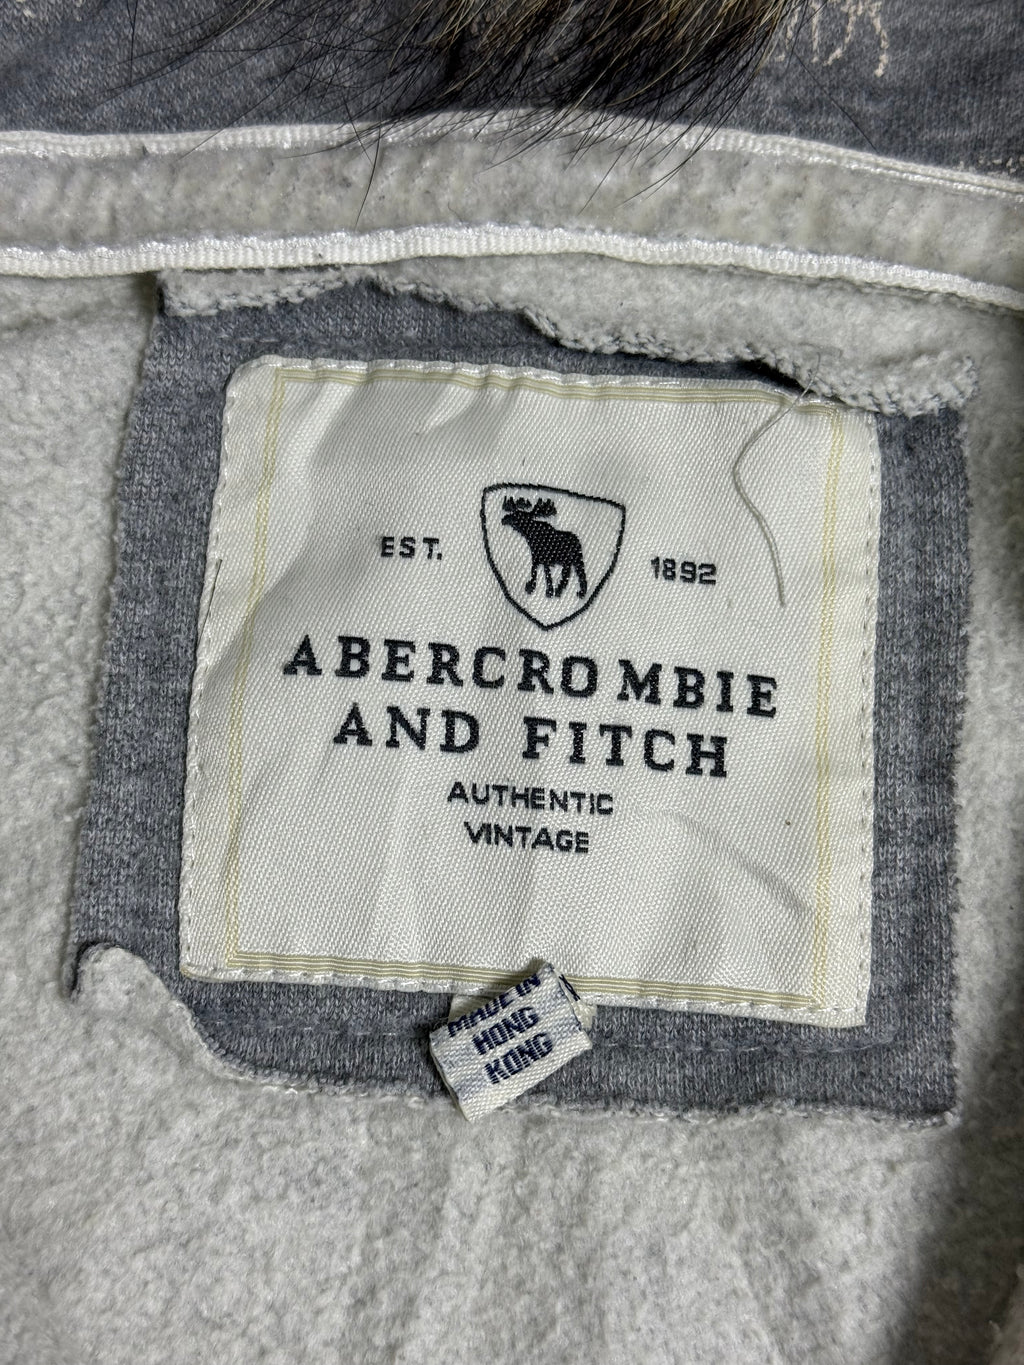 EST.
1892
ABERCROMBIE
AND FITCH
AUTHENTIC
VINTAGE
MADE IN
HONG
KONG